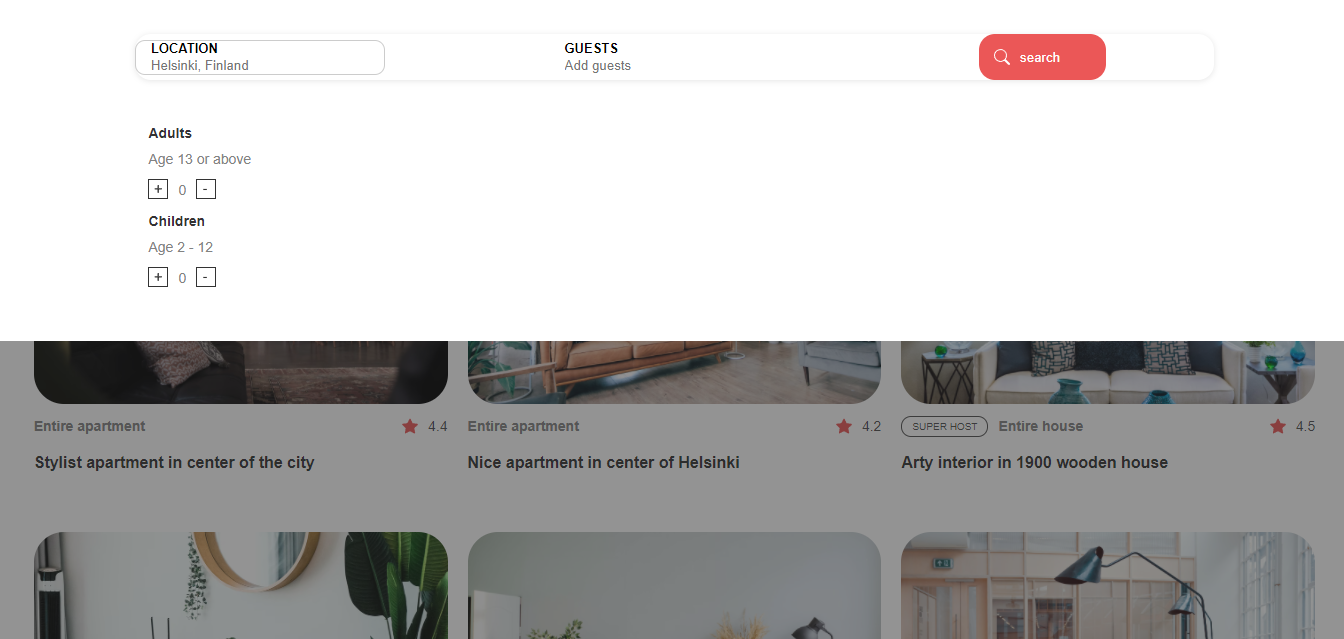 LOCATION
Helsinki, Finland
GUESTS
Add guests
search
Adults
Age 13 or above
+ 0 -
Children
Age 2 - 12
+ 0 -
Entire apartment 4.4
Stylist apartment in center of the city
Entire apartment 4.2
Nice apartment in center of Helsinki
SUPER HOST Entire house 4.5
Arty interior in 1900 wooden house